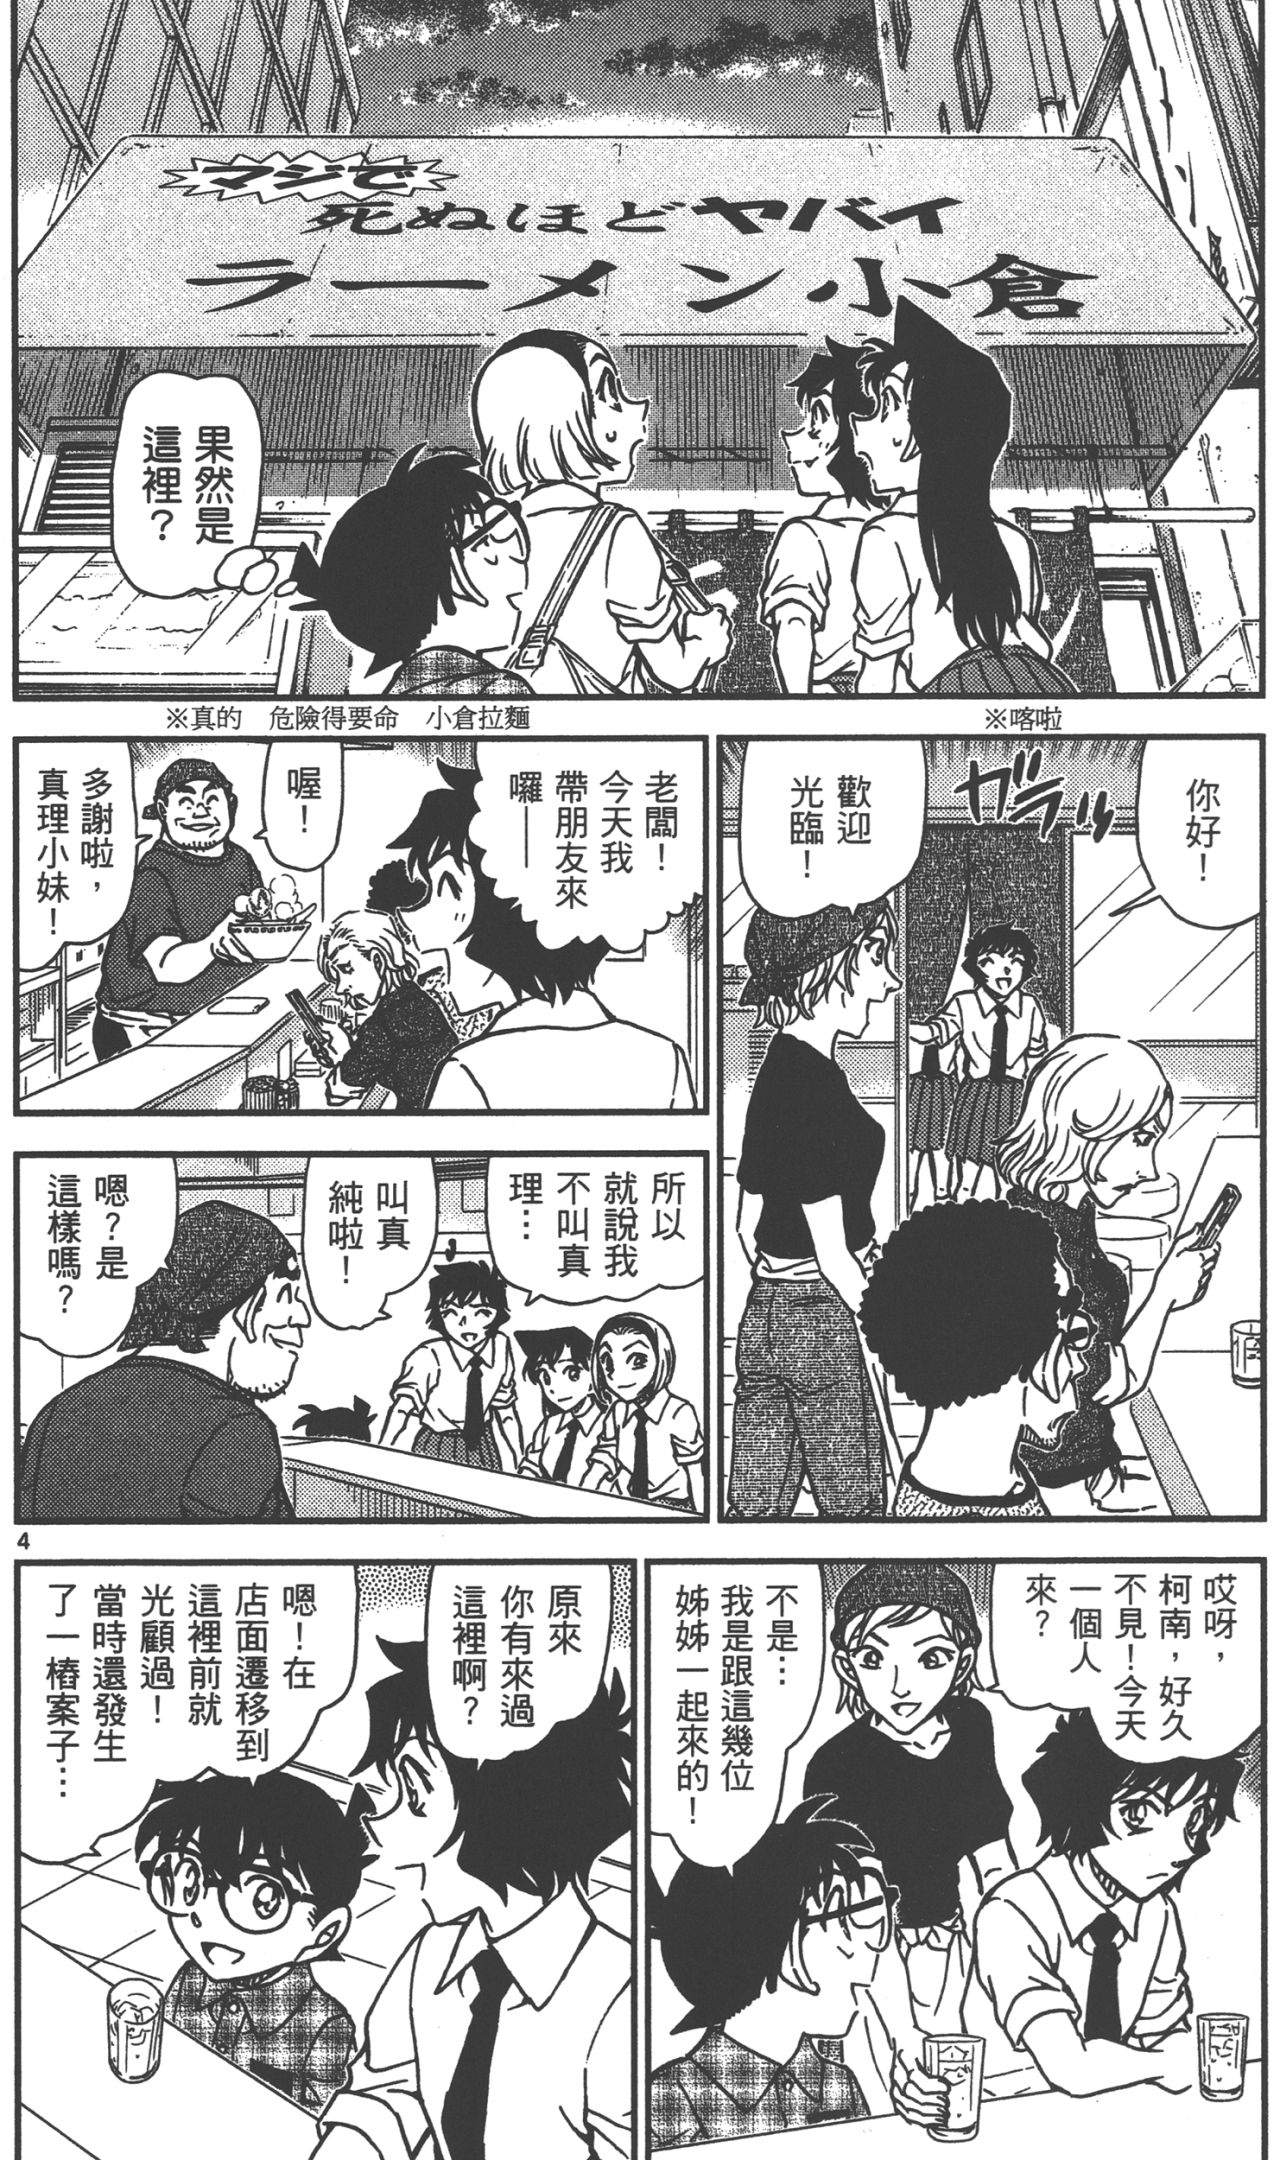 マジで
死ぬほどヤバイ
ラーメン小倉
果然是
這裡？
※真的　危險得要命　小倉拉麵
※喀啦
你好！
ガラッ
歡迎
光臨！
老闆！
今天我
帶朋友來
囉——
喔！
多謝啦，
真理小妹！
所以
就說我
不叫真
理…
叫真
純啦！
嗯？是
這樣嗎？
4
哎呀，
柯南，好久
不見！今天
一個人
來？
不是…
我是跟這幾位
姊姊一起來的！
原來
你有來過
這裡啊？
嗯！在
店面遷移到
這裡前就
光顧過！
當時還發生
了一樁案子…